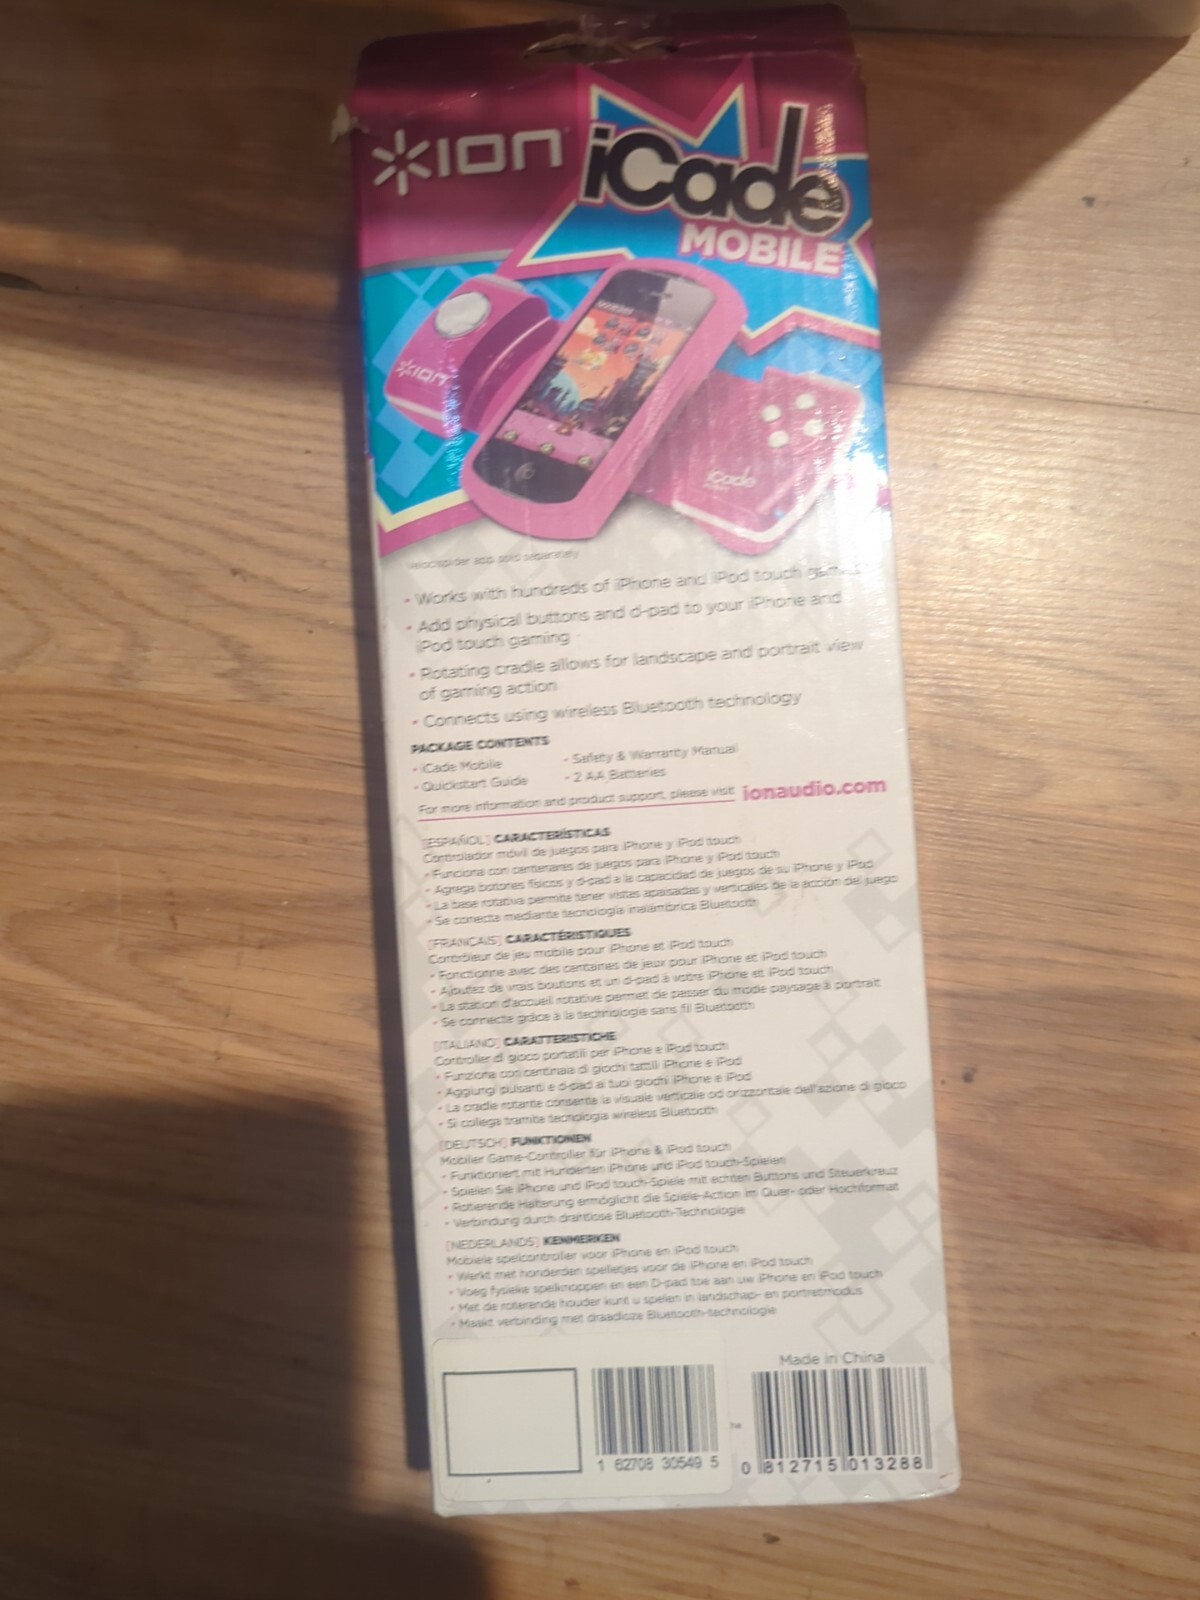 ION
iCade
MOBILE
ION
iCade
Velocispider app sold separately
• Works with hundreds of iPhone and iPod touch
• Add physical buttons and d-pad to your iPhone and
iPod touch gaming
• Rotating cradle allows for landscape and portrait view
of gaming action
• Connects using wireless Bluetooth technology
PACKAGE CONTENTS
• iCade Mobile
• Quickstart Guide
• Safety & Warranty Manual
• 2 AA Batteries
For more information and product support, please visit ionaudio.com
[ESPAÑOL] CARACTERÍSTICAS
Controlador móvil de juegos para iPhone y iPod touch
• Funciona con centenares de juegos para iPhone y iPod touch
• Agrega botones físicos y d-pad a la capacidad de juegos de su iPhone y iPod
• La base rotativa permite tener vistas apaisadas y verticales de la acción del juego
• Se conecta mediante tecnología inalámbrica Bluetooth
[FRANÇAIS] CARACTÉRISTIQUES
Contrôleur de jeu mobile pour iPhone et iPod touch
• Fonctionne avec des centaines de jeux pour iPhone et iPod touch
• Ajoutez de vrais boutons et un d-pad à votre iPhone et iPod touch
• La station d'accueil rotative permet de passer du mode paysage à portrait
• Se connecte grâce à la technologie sans fil Bluetooth
[ITALIANO] CARATTERISTICHE
Controller di gioco portatili per iPhone e iPod touch
• Funziona con centinaia di giochi tattili iPhone e iPod
• Aggiungi pulsanti e d-pad ai tuoi giochi iPhone e iPod
• La cradle rotante consente la visuale verticale od orizzontale dell'azione di gioco
• Si collega tramite tecnologia wireless Bluetooth
[DEUTSCH] FUNKTIONEN
Mobiler Game-Controller für iPhone & iPod touch
• Funktioniert mit Hunderten iPhone und iPod touch-Spielen
• Spielen Sie iPhone und iPod touch-Spiele mit echten Buttons und Steuerkreuz
• Rotierende Halterung ermöglicht die Spiele-Action im Quer- oder Hochformat
• Verbindung durch drahtlose Bluetooth-Technologie
[NEDERLANDS] KENMERKEN
Mobiele spelcontroller voor iPhone en iPod touch
• Werkt met honderden spelletjes voor de iPhone en iPod touch
• Voeg fysieke spelknoppen en een D-pad toe aan uw iPhone en iPod touch
• Met de roterende houder kunt u spelen in landschap- en portretmodus
• Maakt verbinding met draadloze Bluetooth-technologie
Made in China
1 62708 30549 5
0 812715 013288